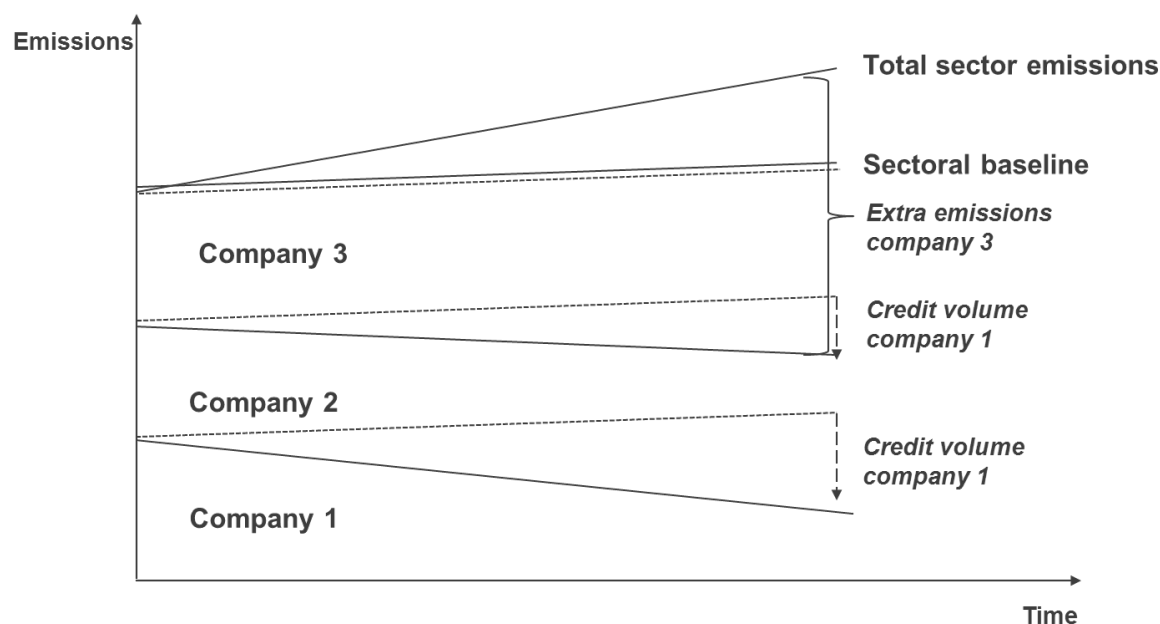 Emissions
Total sector emissions
Sectoral baseline
Extra emissions
company 3
Company 3
Credit volume
company 1
Company 2
Credit volume
company 1
Company 1
Time